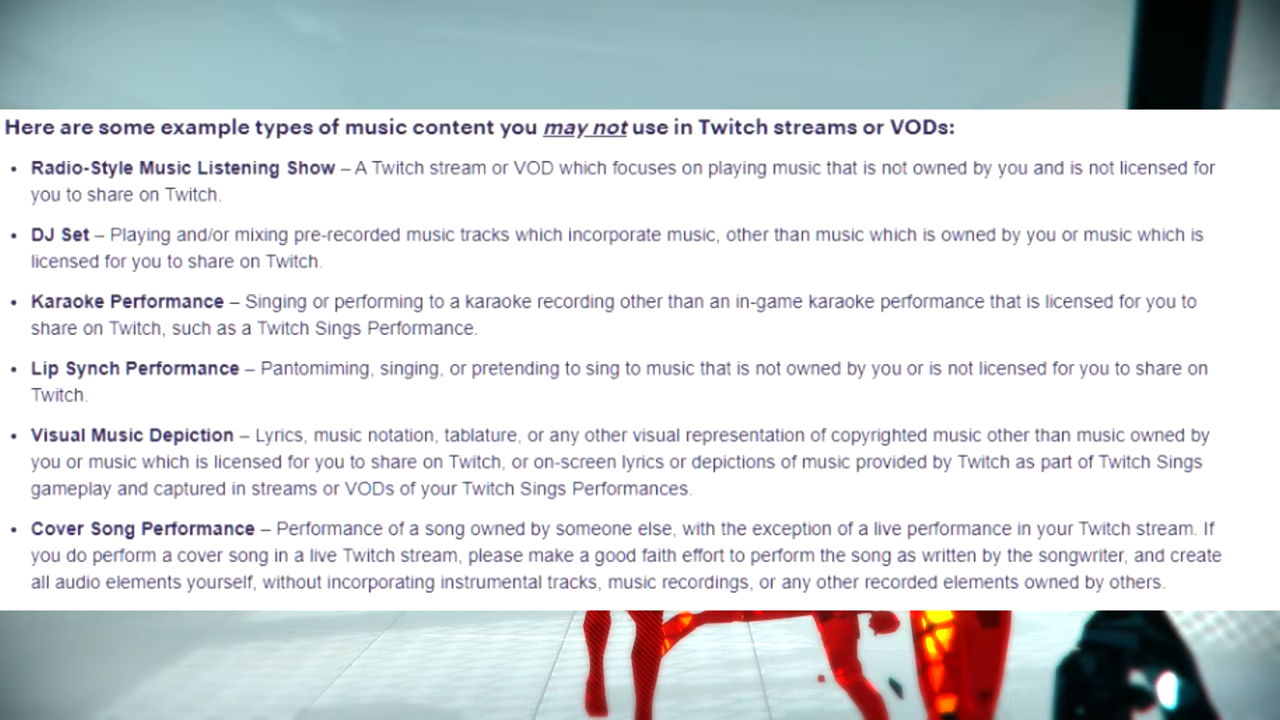 Here are some example types of music content you may not use in Twitch streams or VODs:
• Radio-Style Music Listening Show – A Twitch stream or VOD which focuses on playing music that is not owned by you and is not licensed for
you to share on Twitch.
• DJ Set – Playing and/or mixing pre-recorded music tracks which incorporate music, other than music which is owned by you or music which is
licensed for you to share on Twitch.
• Karaoke Performance – Singing or performing to a karaoke recording other than an in-game karaoke performance that is licensed for you to
share on Twitch, such as a Twitch Sings Performance.
• Lip Synch Performance – Pantomiming, singing, or pretending to sing to music that is not owned by you or is not licensed for you to share on
Twitch.
• Visual Music Depiction – Lyrics, music notation, tablature, or any other visual representation of copyrighted music other than music owned by
you or music which is licensed for you to share on Twitch, or on-screen lyrics or depictions of music provided by Twitch as part of Twitch Sings
gameplay and captured in streams or VODs of your Twitch Sings Performances.
• Cover Song Performance – Performance of a song owned by someone else, with the exception of a live performance in your Twitch stream. If
you do perform a cover song in a live Twitch stream, please make a good faith effort to perform the song as written by the songwriter, and create
all audio elements yourself, without incorporating instrumental tracks, music recordings, or any other recorded elements owned by others.